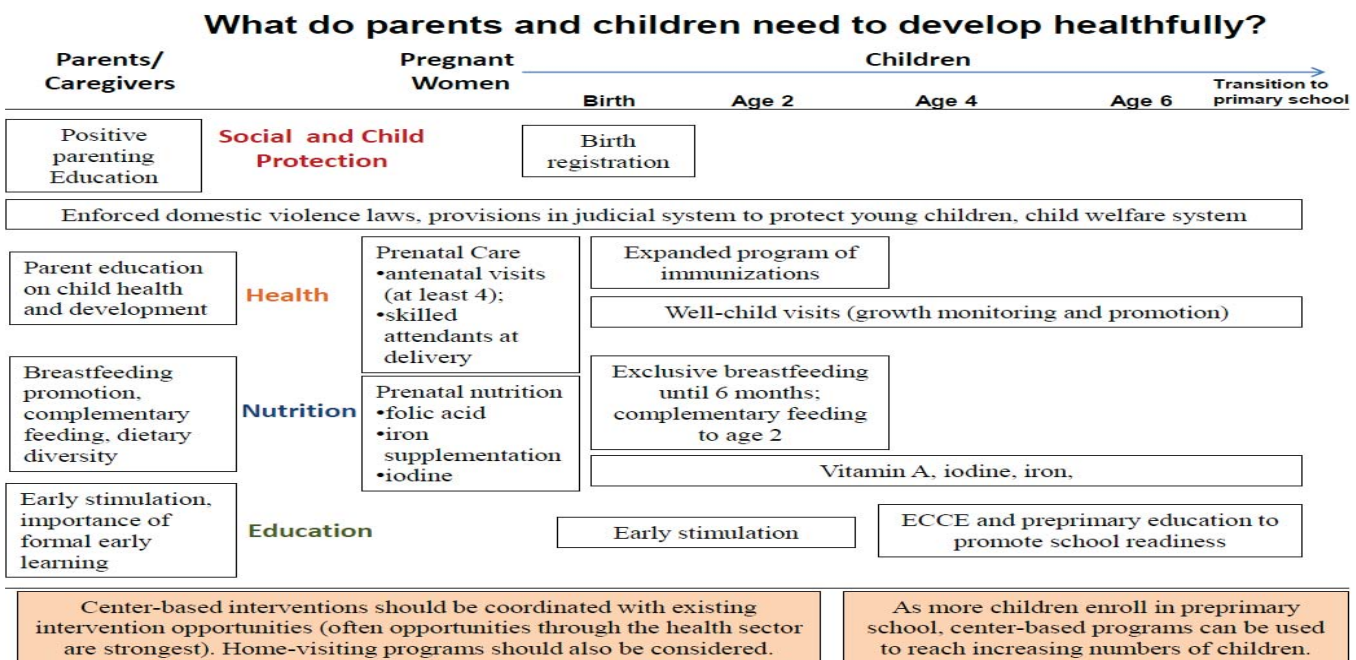 What do parents and children need to develop healthfully?
Parents/
Caregivers
Pregnant
Women
Children
Birth
Age 2
Age 4
Age 6
Transition to
primary school
Positive
parenting
Education
Social and Child
Protection
Birth
registration
Enforced domestic violence laws, provisions in judicial system to protect young children, child welfare system
Parent education
on child health
and development
Health
Prenatal Care
•antenatal visits
(at least 4);
•skilled
attendants at
delivery
Expanded program of
immunizations
Well-child visits (growth monitoring and promotion)
Breastfeeding
promotion,
complementary
feeding, dietary
diversity
Nutrition
Prenatal nutrition
•folic acid
•iron
supplementation
•iodine
Exclusive breastfeeding
until 6 months;
complementary feeding
to age 2
Vitamin A, iodine, iron,
Early stimulation,
importance of
formal early
learning
Education
Early stimulation
ECCE and preprimary education to
promote school readiness
Center-based interventions should be coordinated with existing
intervention opportunities (often opportunities through the health sector
are strongest). Home-visiting programs should also be considered.
As more children enroll in preprimary
school, center-based programs can be used
to reach increasing numbers of children.